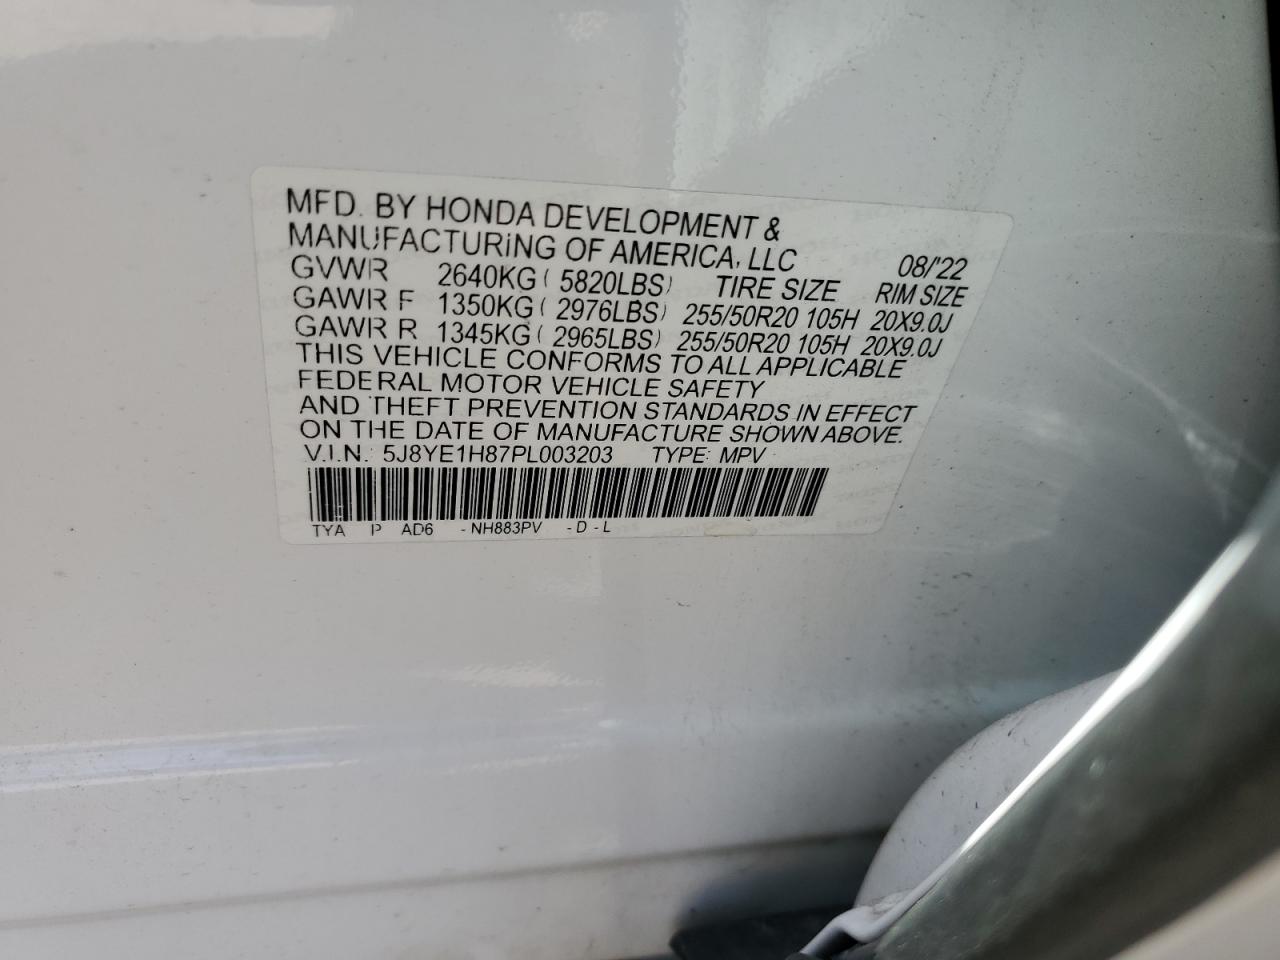 MFD. BY HONDA DEVELOPMENT &
MANUFACTURING OF AMERICA, LLC 08/'22
GVWR 2640KG ( 5820LBS) TIRE SIZE RIM SIZE
GAWR F 1350KG ( 2976LBS) 255/50R20 105H 20X9.0J
GAWR R 1345KG ( 2965LBS) 255/50R20 105H 20X9.0J
THIS VEHICLE CONFORMS TO ALL APPLICABLE
FEDERAL MOTOR VEHICLE SAFETY
AND THEFT PREVENTION STANDARDS IN EFFECT
ON THE DATE OF MANUFACTURE SHOWN ABOVE.
V.I.N.: 5J8YE1H87PL003203 TYPE: MPV
TYA P AD6 - NH883PV - D - L